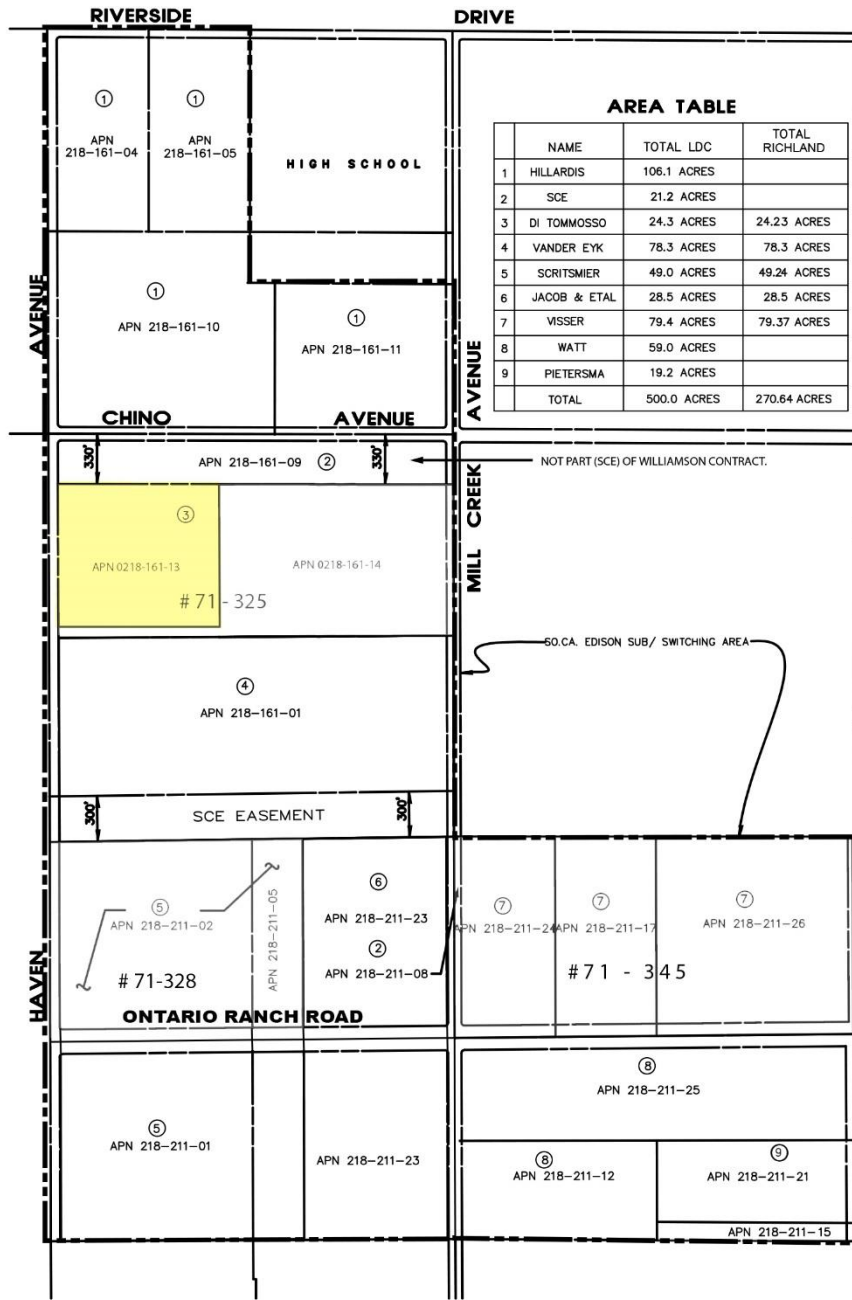 RIVERSIDE DRIVE
①
APN
218-161-04
①
APN
218-161-05
HIGH SCHOOL
AREA TABLE
NAME TOTAL LDC TOTAL RICHLAND
1 HILLARDIS 106.1 ACRES
2 SCE 21.2 ACRES
3 DI TOMMOSSO 24.3 ACRES 24.23 ACRES
4 VANDER EYK 78.3 ACRES 78.3 ACRES
5 SCRITSMIER 49.0 ACRES 49.24 ACRES
6 JACOB & ETAL 28.5 ACRES 28.5 ACRES
7 VISSER 79.4 ACRES 79.37 ACRES
8 WATT 59.0 ACRES
9 PIETERSMA 19.2 ACRES
TOTAL 500.0 ACRES 270.64 ACRES
AVENUE
①
APN 218-161-10
①
APN 218-161-11
AVENUE
CHINO AVENUE
330'
APN 218-161-09 ②
330'
NOT PART (SCE) OF WILLIAMSON CONTRACT.
MILL CREEK
③
APN 0218-161-13
APN 0218-161-14
# 71 - 325
SO.CA. EDISON SUB/ SWITCHING AREA
④
APN 218-161-01
300'
SCE EASEMENT
300'
⑤
APN 218-211-02
APN 218-211-05
⑥
APN 218-211-23
②
APN 218-211-08
⑦
APN 218-211-24
⑦
APN 218-211-17
⑦
APN 218-211-26
# 71-328
#71 - 345
HAVEN
ONTARIO RANCH ROAD
⑤
APN 218-211-01
APN 218-211-23
⑧
APN 218-211-25
⑧
APN 218-211-12
⑨
APN 218-211-21
APN 218-211-15